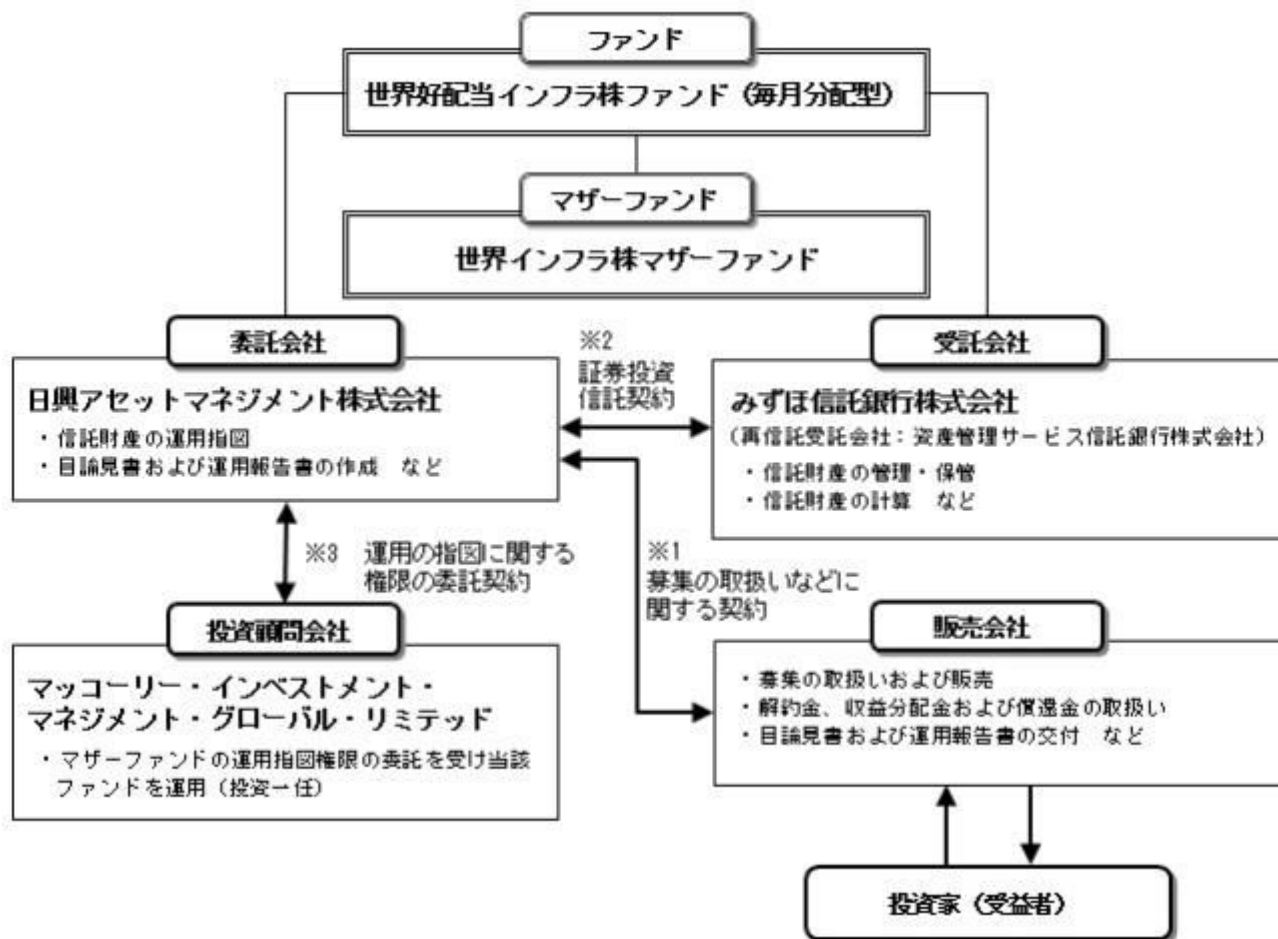 ファンド
世界好配当インフラ株ファンド（毎月分配型）
マザーファンド
世界インフラ株マザーファンド
委託会社
日興アセットマネジメント株式会社
・信託財産の運用指図
・目論見書および運用報告書の作成　など
※2
証券投資
信託契約
受託会社
みずほ信託銀行株式会社
（再信託受託会社：資産管理サービス信託銀行株式会社）
・信託財産の管理・保管
・信託財産の計算　など
※3　運用の指図に関する
権限の委託契約
※1
募集の取扱いなどに
関する契約
投資顧問会社
マッコーリー・インベストメント・
マネジメント・グローバル・リミテッド
・マザーファンドの運用指図権限の委託を受け当該
ファンドを運用（投資一任）
販売会社
・募集の取扱いおよび販売
・解約金、収益分配金および償還金の取扱い
・目論見書および運用報告書の交付　など
投資家（受益者）